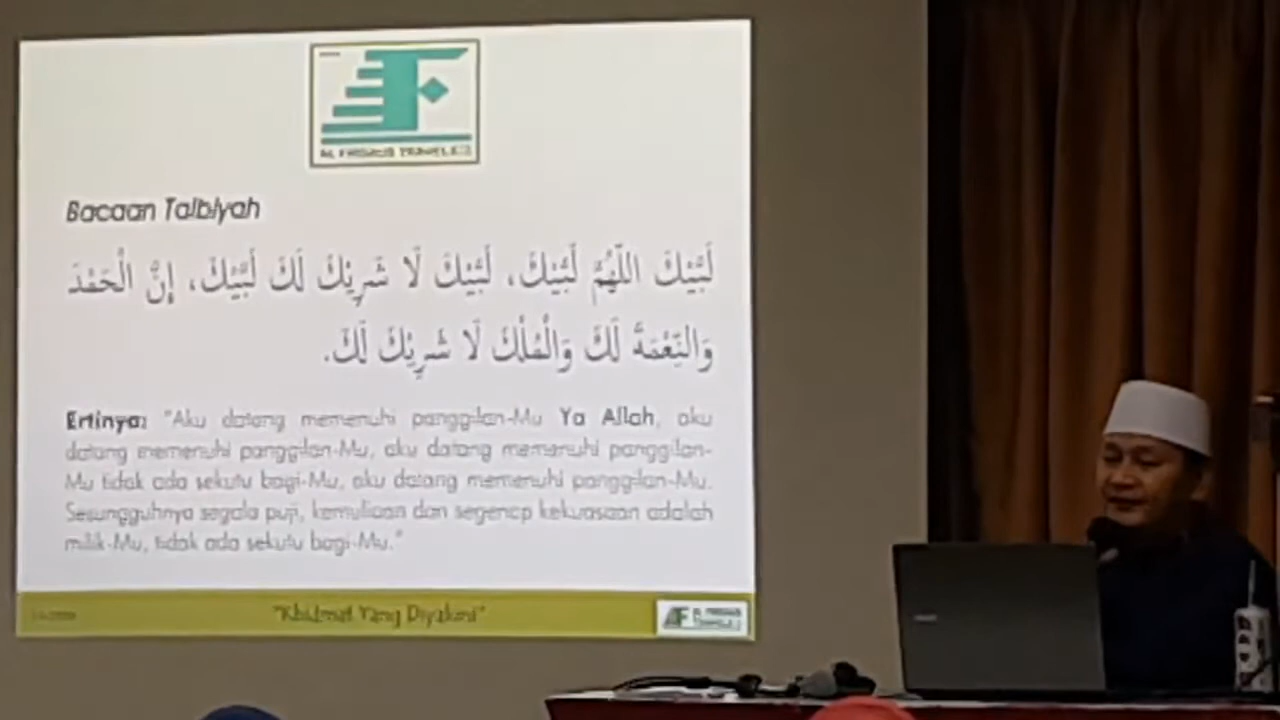 Bacaan Talbiyah
لَبَّيْكَ اللّهُمَّ لَبَّيْكَ، لَبَّيْكَ لَا شَرِيْكَ لَكَ لَبَّيْكَ، إِنَّ الْحَمْدَ
وَالنِّعْمَةَ لَكَ وَالْمُلْكَ لَا شَرِيْكَ لَكَ.
Ertinya: "Aku datang memenuhi panggilan-Mu Ya Allah, aku
datang memenuhi panggilan-Mu, aku datang memenuhi panggilan-
Mu tidak ada sekutu bagi-Mu, aku datang memenuhi panggilan-Mu.
Sesungguhnya segala puji, kemuliaan dan segenap kekuasaan adalah
milik-Mu, tidak ada sekutu bagi-Mu."
"Khidmat Yang Diyakini"